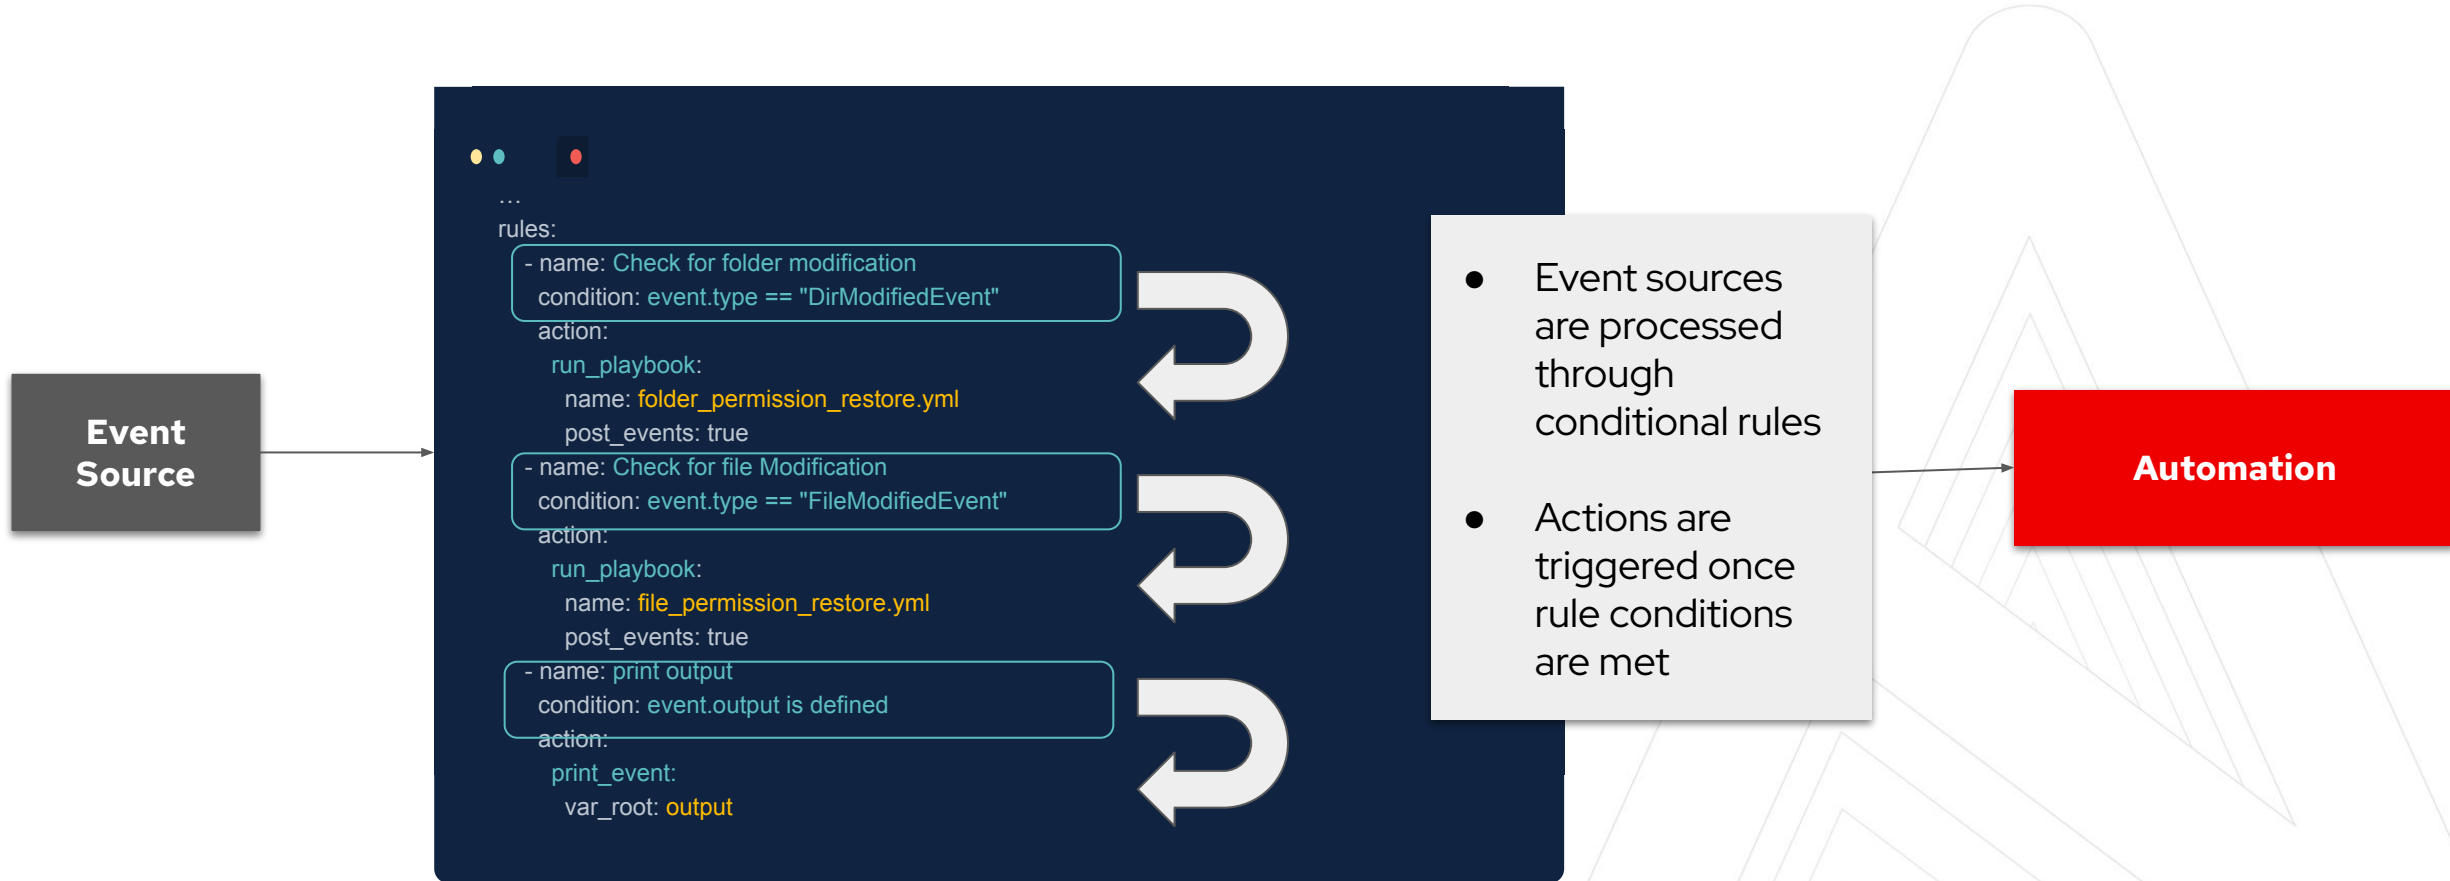 Event
Source
…
rules:
- name: Check for folder modification
condition: event.type == "DirModifiedEvent"
action:
run_playbook:
name: folder_permission_restore.yml
post_events: true
- name: Check for file Modification
condition: event.type == "FileModifiedEvent"
action:
run_playbook:
name: file_permission_restore.yml
post_events: true
- name: print output
condition: event.output is defined
action:
print_event:
var_root: output
● Event sources
are processed
through
conditional rules
● Actions are
triggered once
rule conditions
are met
Automation